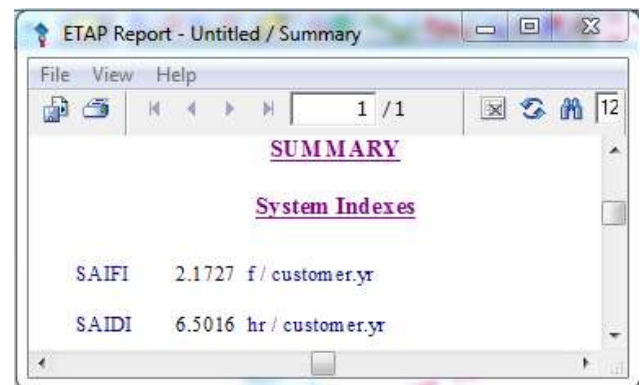 ETAP Report - Untitled / Summary
File View Help
1 /1 12
SUMMARY
System Indexes
SAIFI 2.1727 f / customer.yr
SAIDI 6.5016 hr / customer.yr